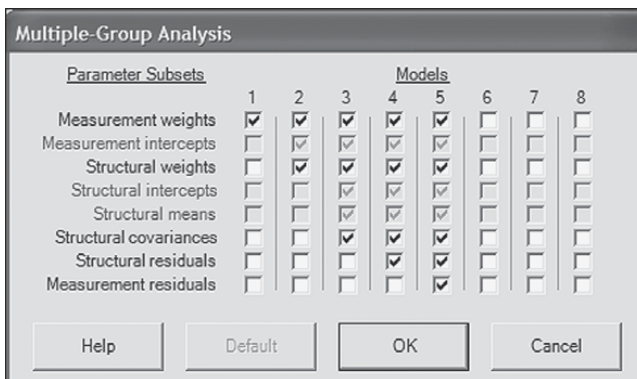 Multiple-Group Analysis
Parameter Subsets Models
1 2 3 4 5 6 7 8
Measurement weights
Measurement intercepts
Structural weights
Structural intercepts
Structural means
Structural covariances
Structural residuals
Measurement residuals
Help Default OK Cancel